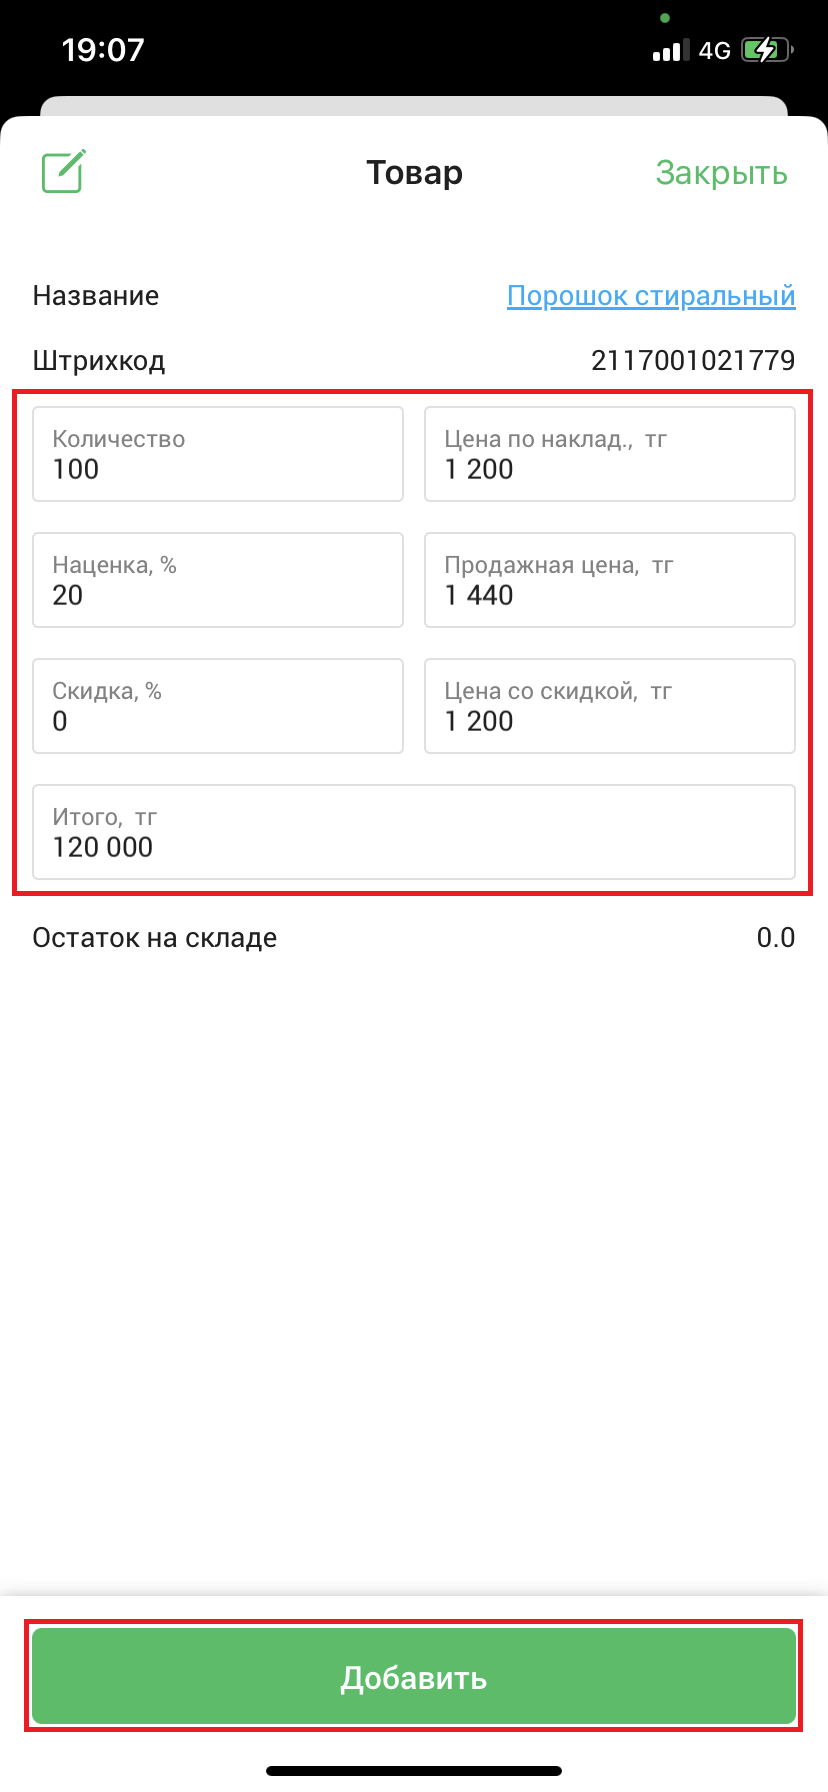 19:07 4G
Товар Закрыть
Название Порошок стиральный
Штрихкод 2117001021779
Количество Цена по наклад., тг
100 1 200
Наценка, % Продажная цена, тг
20 1 440
Скидка, % Цена со скидкой, тг
0 1 200
Итого, тг
120 000
Остаток на складе 0.0
Добавить